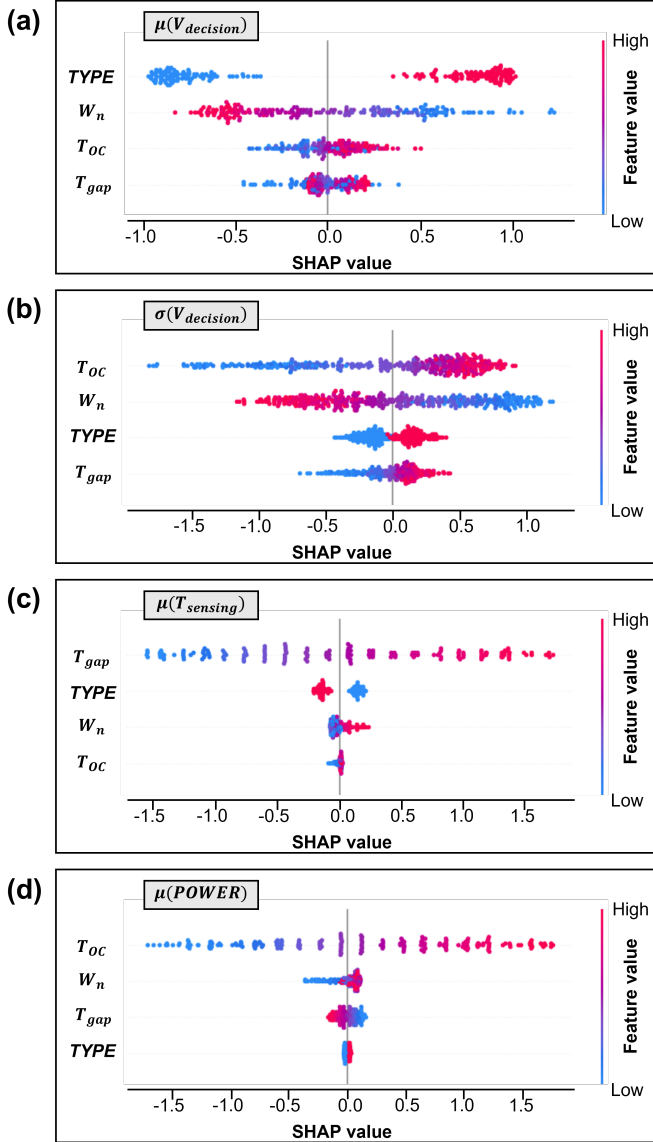 (a)
μ(V_decision)
High
TYPE
W_n
T_OC
T_gap
Feature value
Low
-1.0 -0.5 0.0 0.5 1.0
SHAP value
(b)
σ(V_decision)
High
T_OC
W_n
TYPE
T_gap
Feature value
Low
-1.5 -1.0 -0.5 0.0 0.5 1.0
SHAP value
(c)
μ(T_sensing)
High
T_gap
TYPE
W_n
T_OC
Feature value
Low
-1.5 -1.0 -0.5 0.0 0.5 1.0 1.5
SHAP value
(d)
μ(POWER)
High
T_OC
W_n
T_gap
TYPE
Feature value
Low
-1.5 -1.0 -0.5 0.0 0.5 1.0 1.5
SHAP value